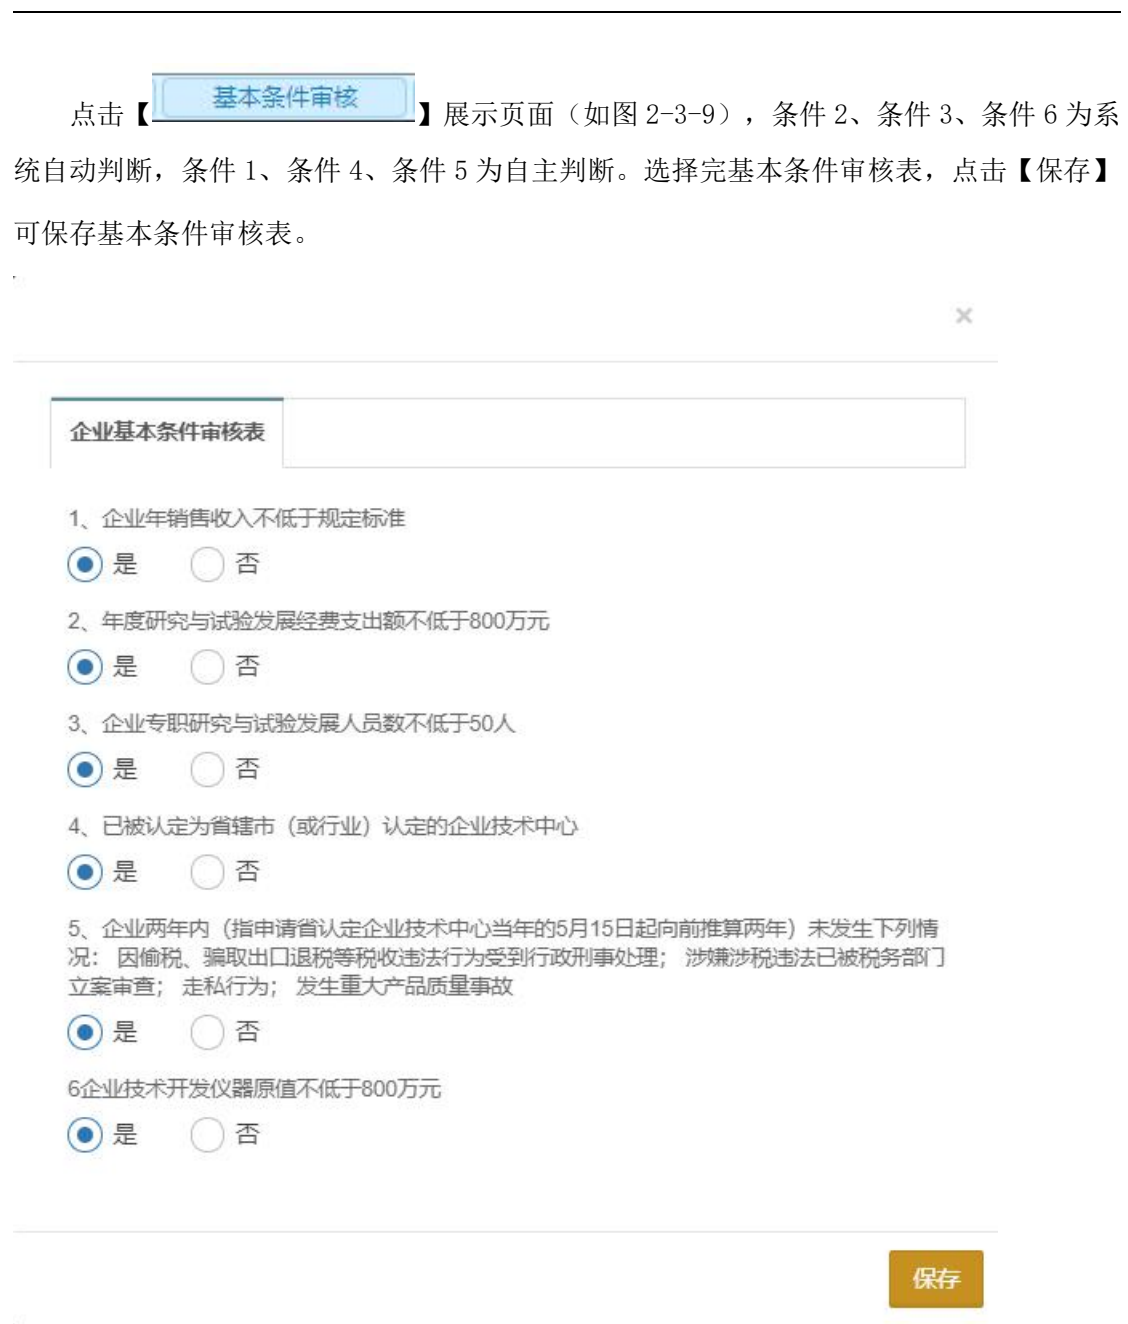 点击【基本条件审核】展示页面（如图 2-3-9），条件 2、条件 3、条件 6 为系
统自动判断，条件 1、条件 4、条件 5 为自主判断。选择完基本条件审核表，点击【保存】
可保存基本条件审核表。
×
企业基本条件审核表
1、企业年销售收入不低于规定标准
是 否
2、年度研究与试验发展经费支出额不低于800万元
是 否
3、企业专职研究与试验发展人员数不低于50人
是 否
4、已被认定为省辖市（或行业）认定的企业技术中心
是 否
5、企业两年内（指申请省认定企业技术中心当年的5月15日起向前推算两年）未发生下列情
况： 因偷税、骗取出口退税等税收违法行为受到行政刑事处理； 涉嫌涉税违法已被税务部门
立案审查； 走私行为； 发生重大产品质量事故
是 否
6企业技术开发仪器原值不低于800万元
是 否
保存